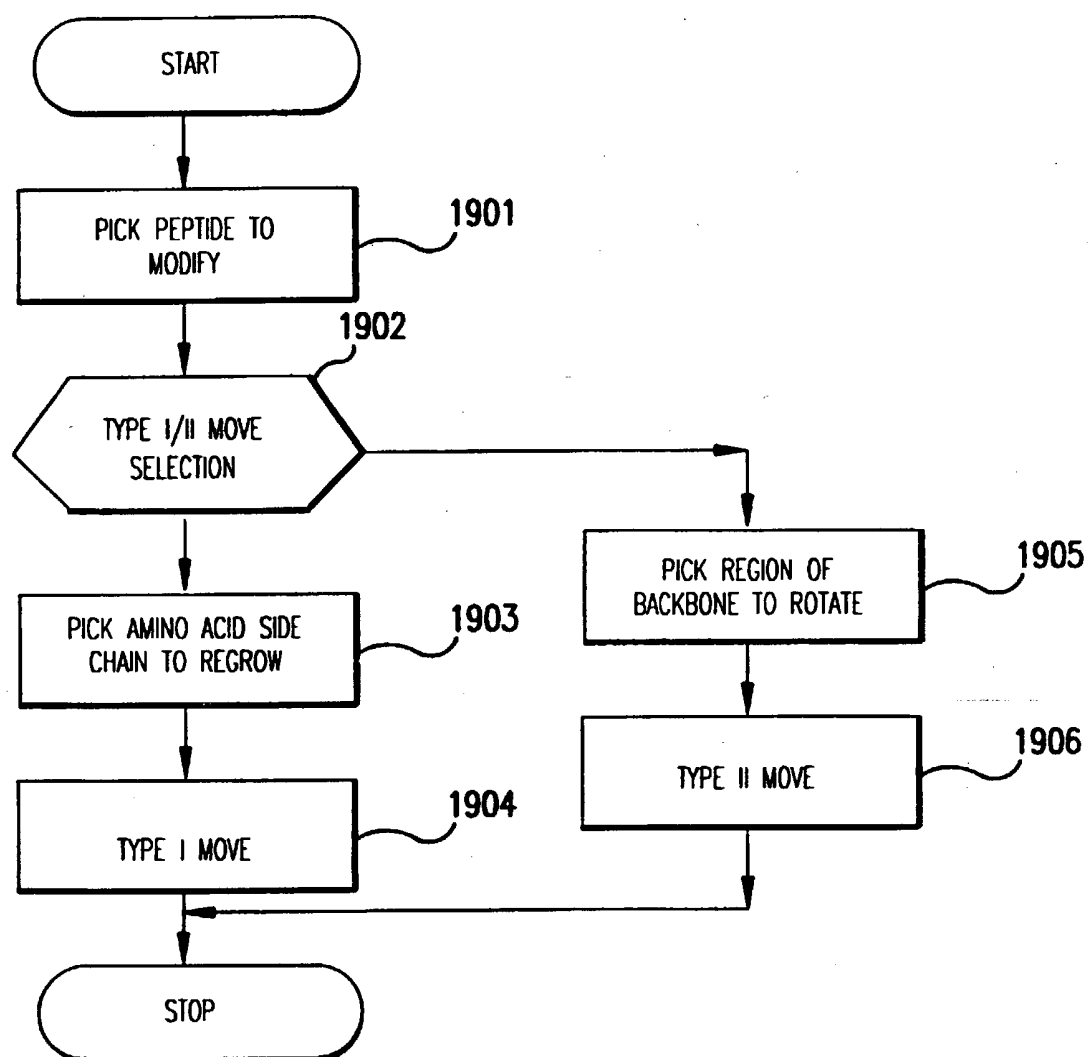 START
PICK PEPTIDE TO
MODIFY
1901
1902
TYPE I/II MOVE
SELECTION
PICK AMINO ACID SIDE
CHAIN TO REGROW
1903
TYPE I MOVE
1904
PICK REGION OF
BACKBONE TO ROTATE
1905
TYPE II MOVE
1906
STOP